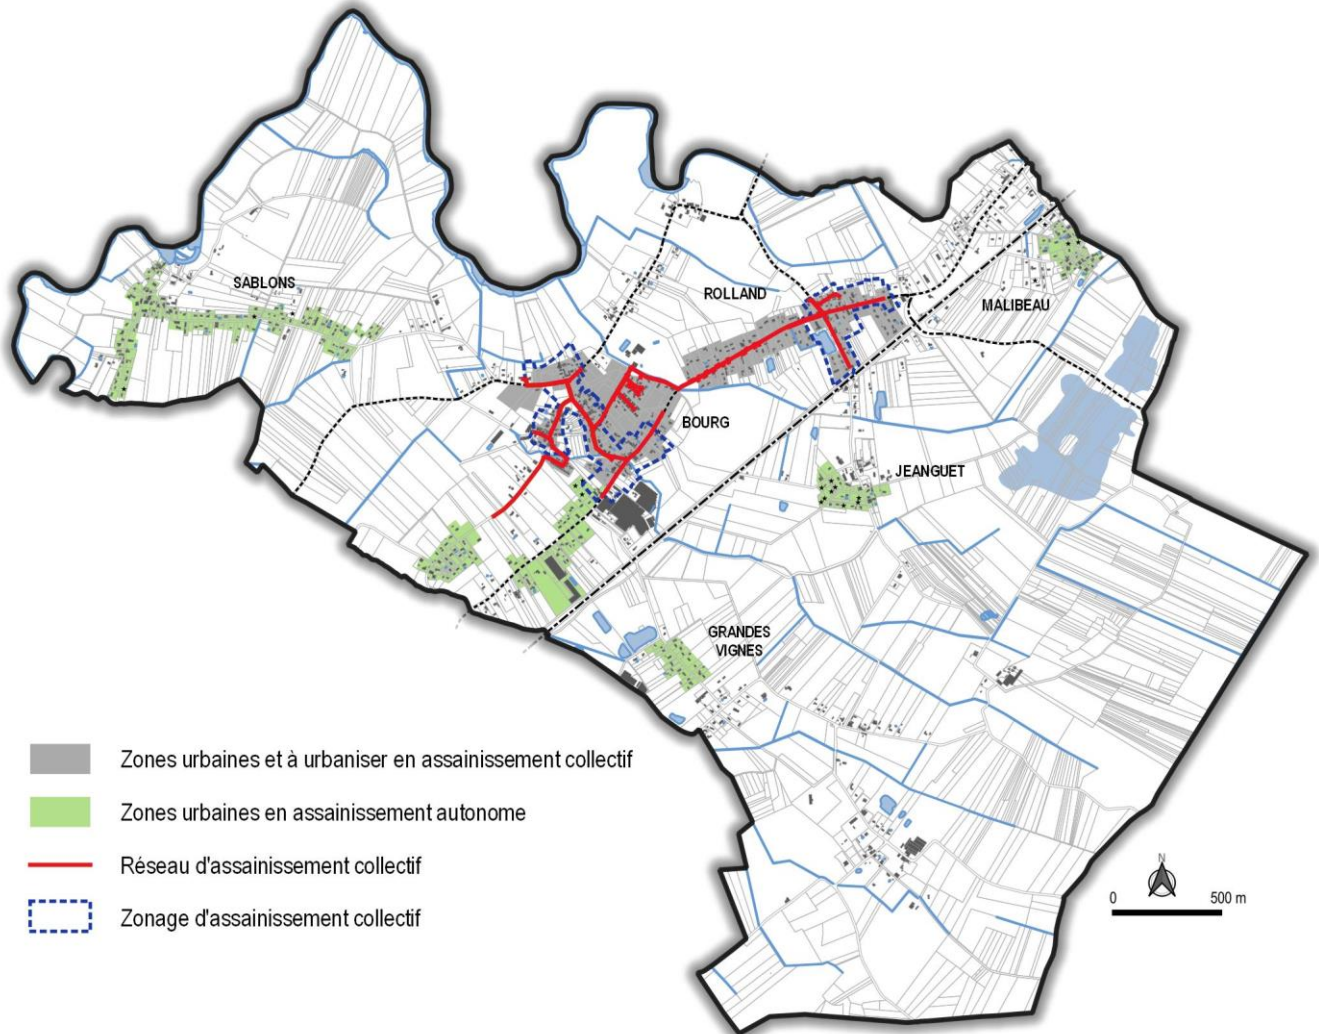 SABLONS
ROLLAND
MALIBEAU
BOURG
JEANGUET
GRANDES
VIGNES
Zones urbaines et à urbaniser en assainissement collectif
Zones urbaines en assainissement autonome
Réseau d'assainissement collectif
Zonage d'assainissement collectif
N
0 500 m